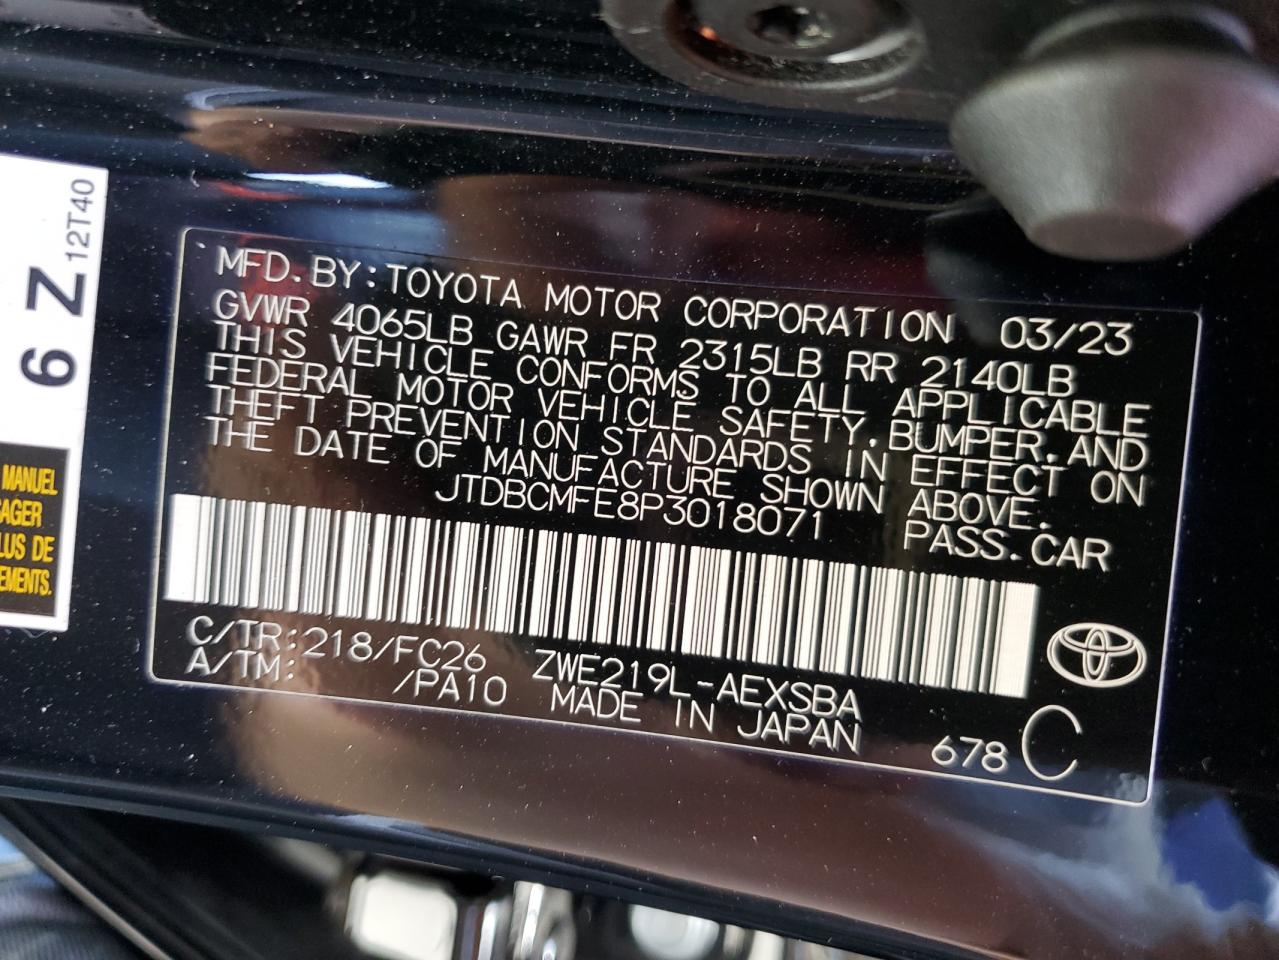 MFD. BY: TOYOTA MOTOR CORPORATION 03/23
GVWR 4065LB GAWR FR 2315LB RR 2140LB
THIS VEHICLE CONFORMS TO ALL APPLICABLE
FEDERAL MOTOR VEHICLE SAFETY, BUMPER, AND
THEFT PREVENTION STANDARDS IN EFFECT ON
THE DATE OF MANUFACTURE SHOWN ABOVE.
JTDBCMFE8P3018071 PASS. CAR
C/TR: 218/FC26 ZWE219L-AEXSBA
A/TM: /PA10 MADE IN JAPAN 678 C
6 Z 12T40
MANUEL
LUS DE